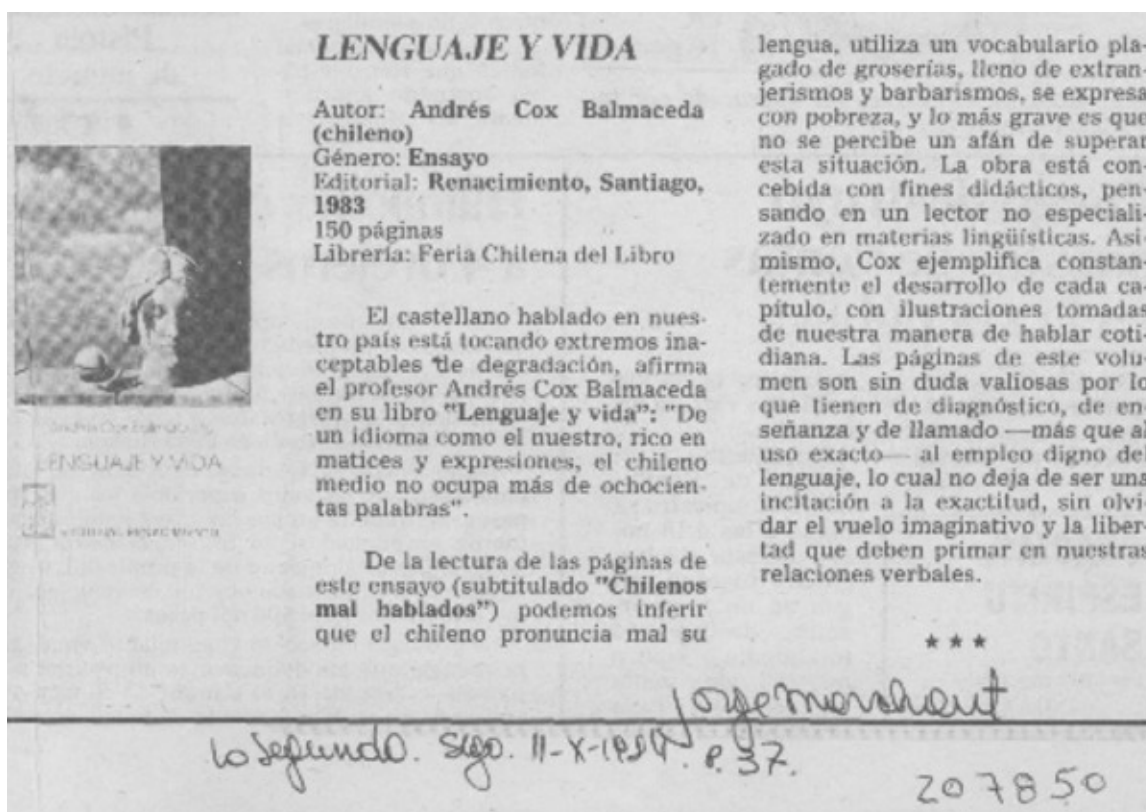 LENGUAJE Y VIDA
Autor: Andrés Cox Balmaceda
(chileno)
Género: Ensayo
Editorial: Renacimiento, Santiago,
1983
150 páginas
Librería: Feria Chilena del Libro
El castellano hablado en nues-
tro país está tocando extremos ina-
ceptables de degradación, afirma
el profesor Andrés Cox Balmaceda
en su libro "Lenguaje y vida": "De
un idioma como el nuestro, rico en
matices y expresiones, el chileno
medio no ocupa más de ochocien-
tas palabras".
De la lectura de las páginas de
este ensayo (subtitulado "Chilenos
mal hablados") podemos inferir
que el chileno pronuncia mal su
lengua, utiliza un vocabulario pla-
gado de groserías, lleno de extran-
jerismos y barbarismos, se expresa
con pobreza, y lo más grave es que
no se percibe un afán de superar
esta situación. La obra está con-
cebida con fines didácticos, pen-
sando en un lector no especiali-
zado en materias lingüísticas. Asi-
mismo, Cox ejemplifica constan-
temente el desarrollo de cada ca-
pítulo, con ilustraciones tomadas
de nuestra manera de hablar coti-
diana. Las páginas de este volu-
men son sin duda valiosas por lo
que tienen de diagnóstico, de en-
señanza y de llamado —más que al
uso exacto— al empleo digno del
lenguaje, lo cual no deja de ser una
incitación a la exactitud, sin olvi
dar el vuelo imaginativo y la liber-
tad que deben primar en nuestras
relaciones verbales.
***
LENGUAJE Y VIDA
Jorge Marchant
La Segunda. Stgo. 11-X-1984. P. 37.
207850